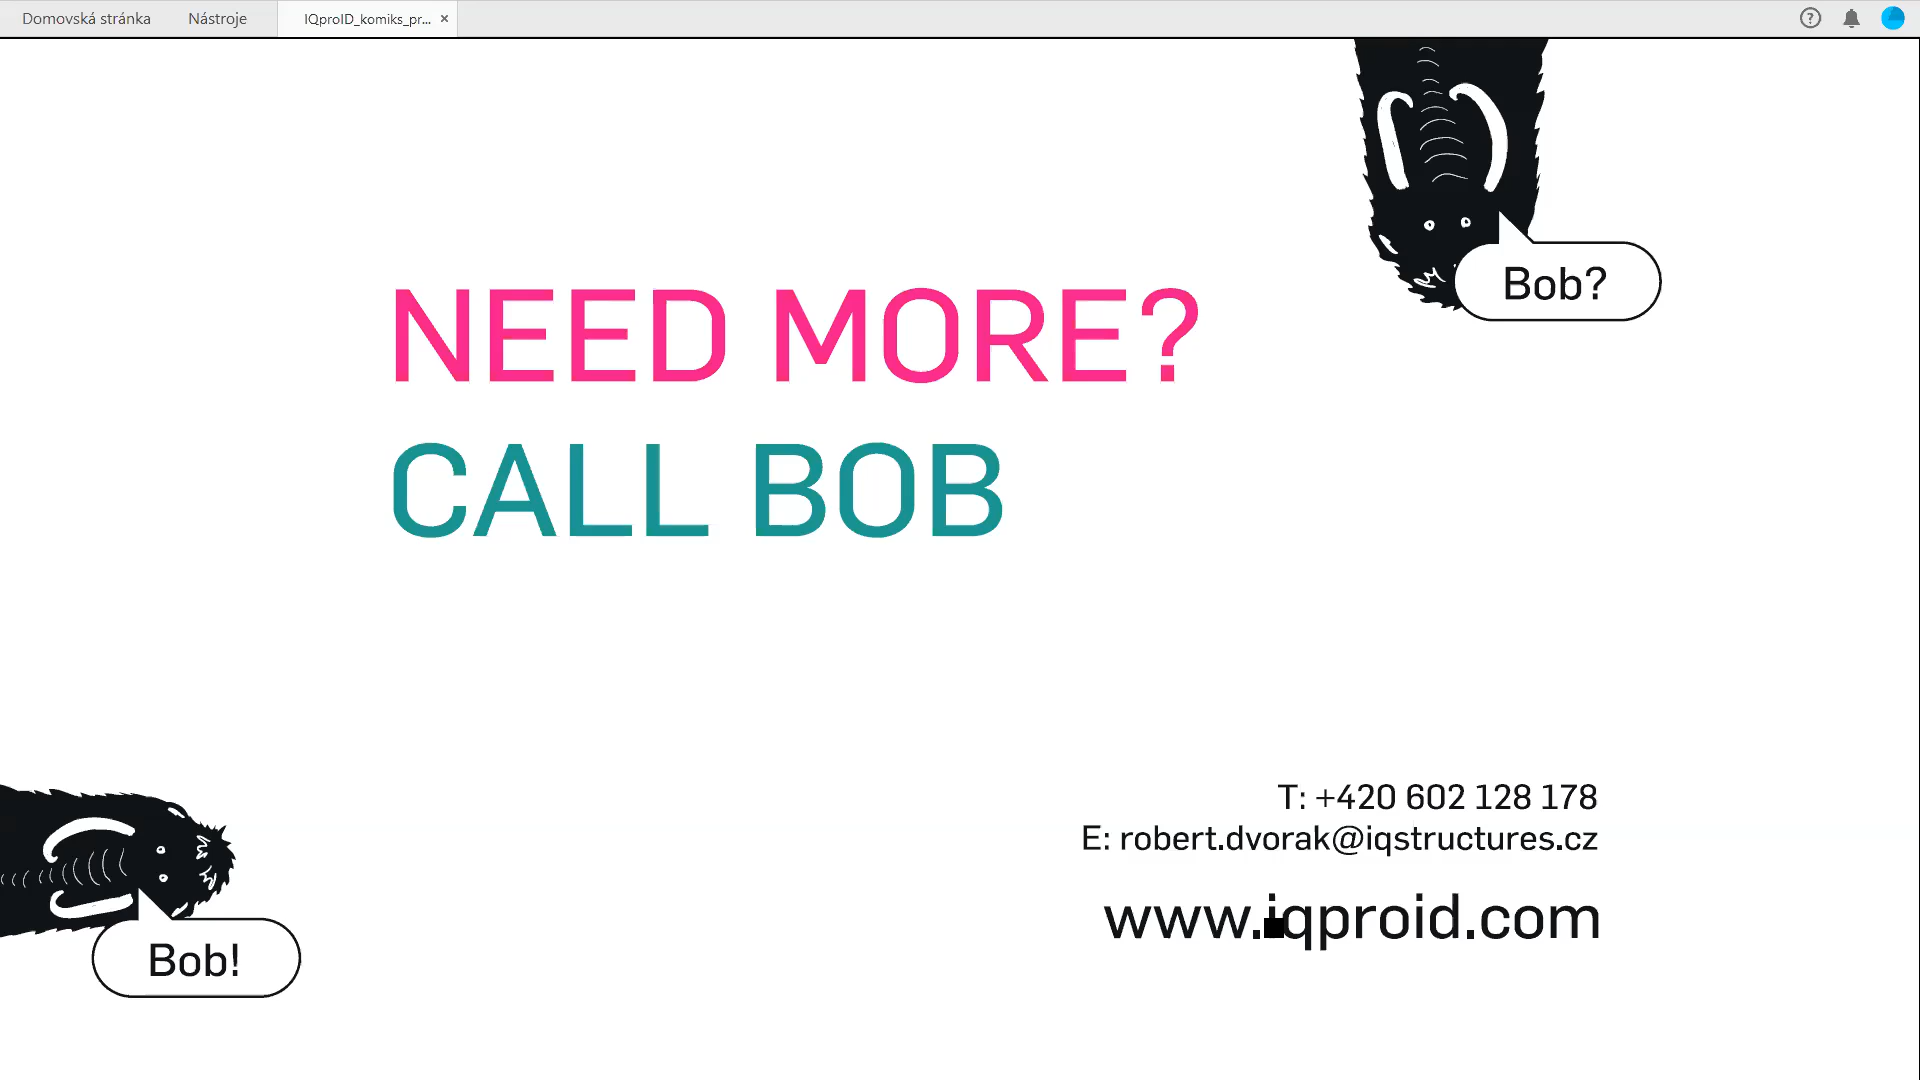 Domovská stránka
Nástroje
IQproID_komiks_pr...
Bob?
NEED MORE?
CALL BOB
T: +420 602 128 178
E: robert.dvorak@iqstructures.cz
www.iqproid.com
Bob!